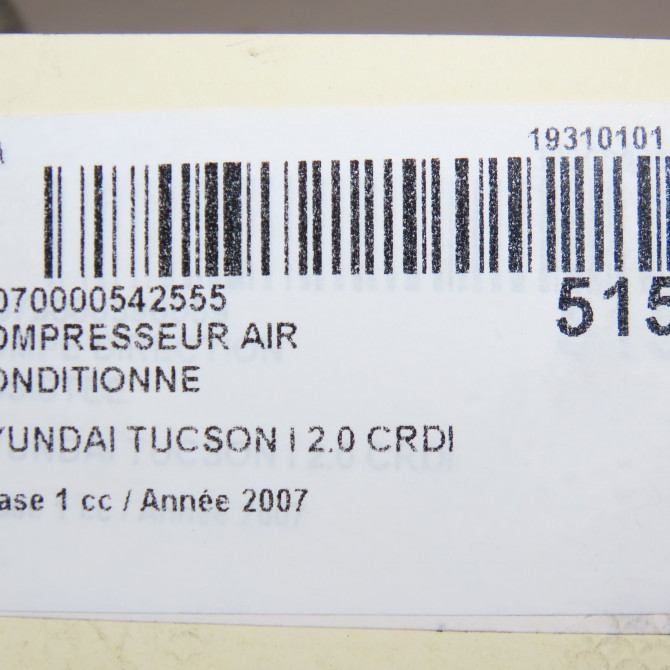 19310101
070000542555
515
OMPRESSEUR AIR
ONDITIONNE
YUNDAI TUCSON I 2.0 CRDI
ase 1 cc / Année 2007